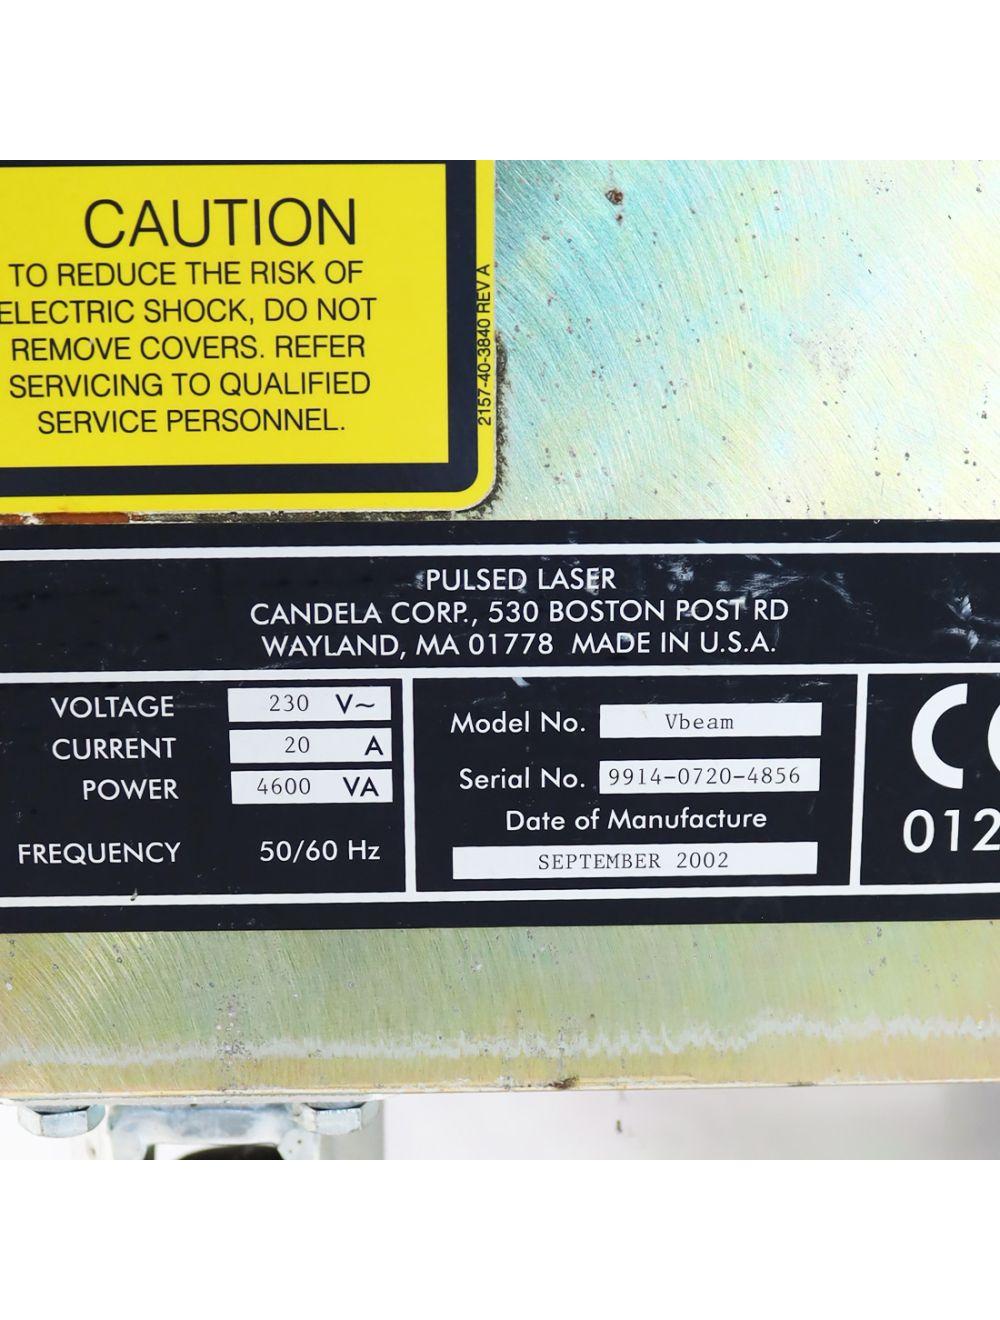 CAUTION
TO REDUCE THE RISK OF
ELECTRIC SHOCK, DO NOT
REMOVE COVERS. REFER
SERVICING TO QUALIFIED
SERVICE PERSONNEL.
2157-40-3840 REV A
PULSED LASER
CANDELA CORP., 530 BOSTON POST RD
WAYLAND, MA 01778 MADE IN U.S.A.
VOLTAGE 230 V~
CURRENT 20 A
POWER 4600 VA
FREQUENCY 50/60 Hz
Model No. Vbeam
Serial No. 9914-0720-4856
Date of Manufacture
SEPTEMBER 2002
C
012